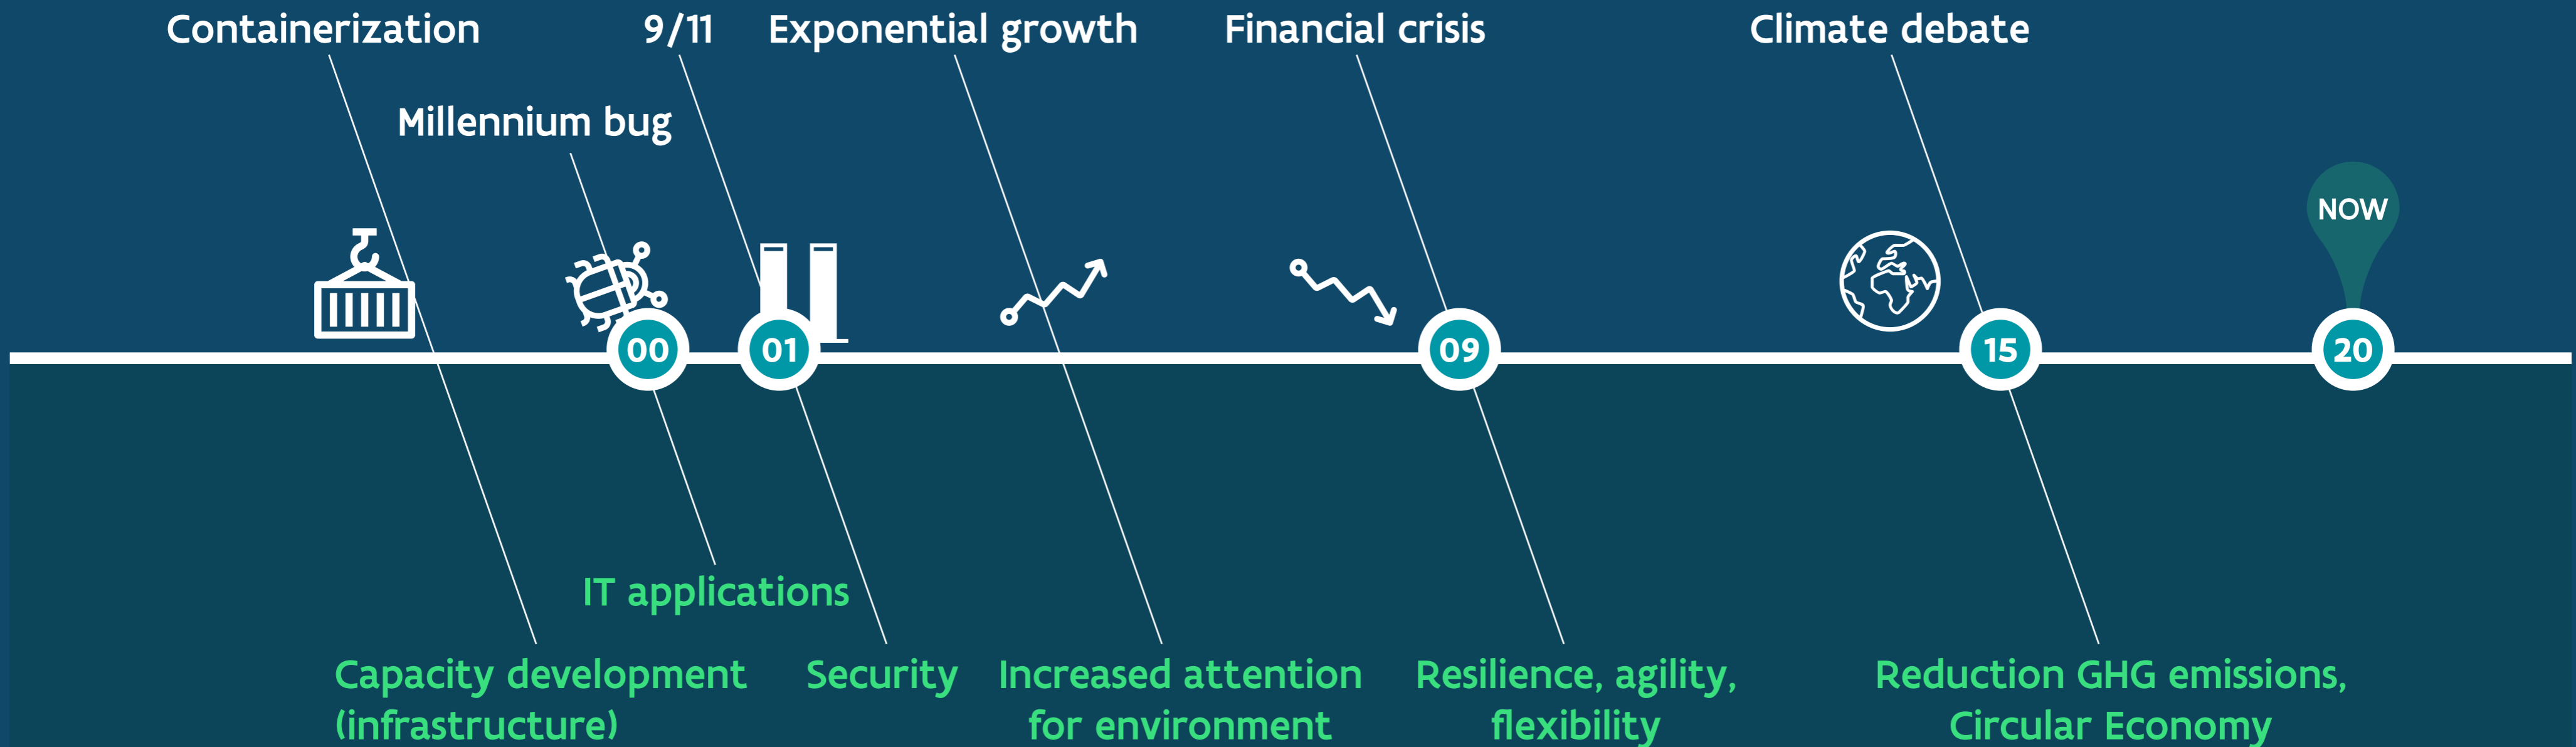 Containerization
9/11
Exponential growth
Financial crisis
Climate debate
Millennium bug
NOW
00
01
09
15
20
IT applications
Capacity development
(infrastructure)
Security
Increased attention
for environment
Resilience, agility,
flexibility
Reduction GHG emissions,
Circular Economy